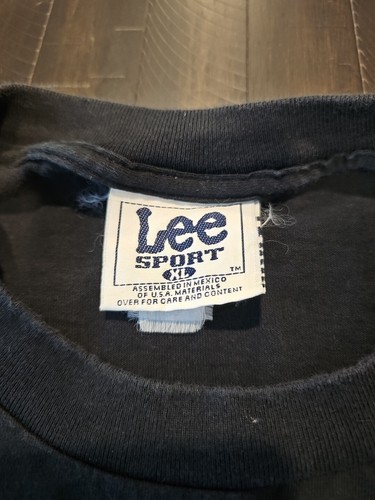 Lee
SPORT
XL
TM
ASSEMBLED IN MEXICO
OF U.S.A. MATERIALS
OVER FOR CARE AND CONTENT